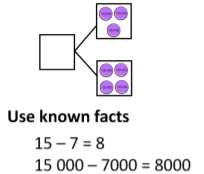 Use known facts
15 – 7 = 8
15 000 – 7000 = 8000